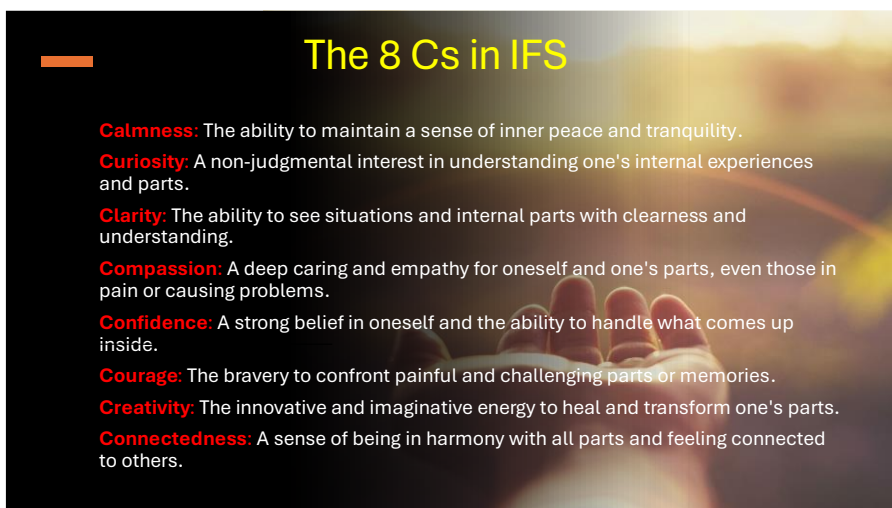 The 8 Cs in IFS
Calmness: The ability to maintain a sense of inner peace and tranquility.
Curiosity: A non-judgmental interest in understanding one's internal experiences
and parts.
Clarity: The ability to see situations and internal parts with clearness and
understanding.
Compassion: A deep caring and empathy for oneself and one's parts, even those in
pain or causing problems.
Confidence: A strong belief in oneself and the ability to handle what comes up
inside.
Courage: The bravery to confront painful and challenging parts or memories.
Creativity: The innovative and imaginative energy to heal and transform one's parts.
Connectedness: A sense of being in harmony with all parts and feeling connected
to others.